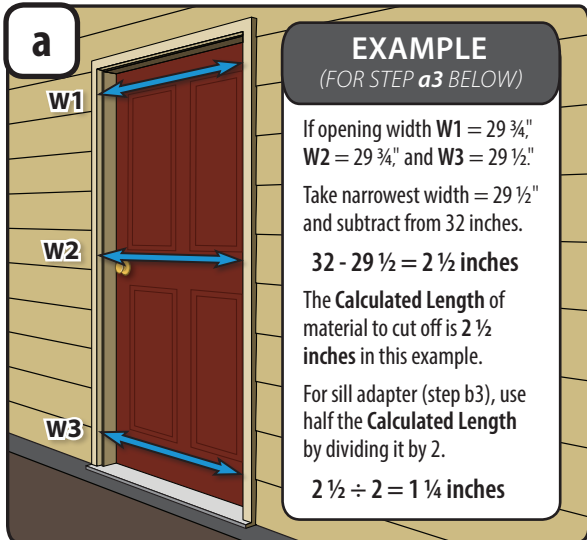 a
W1
W2
W3
EXAMPLE
(FOR STEP a3 BELOW)
If opening width W1 = 29 ¾,"
W2 = 29 ¾," and W3 = 29 ½."
Take narrowest width = 29 ½"
and subtract from 32 inches.
32 - 29 ½ = 2 ½ inches
The Calculated Length of
material to cut off is 2 ½
inches in this example.
For sill adapter (step b3), use
half the Calculated Length
by dividing it by 2.
2 ½ ÷ 2 = 1 ¼ inches